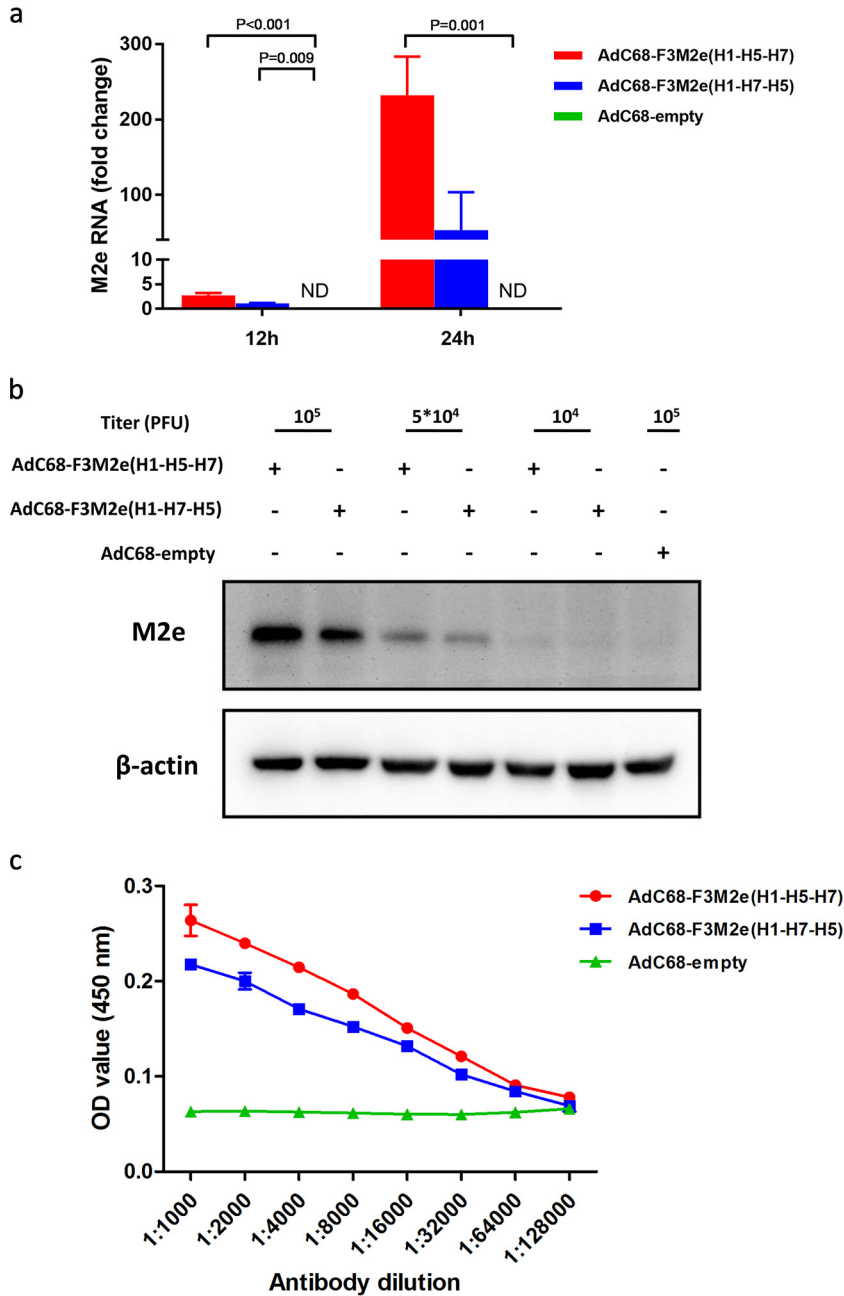 a
P<0.001
P=0.009
P=0.001
M2e RNA (fold change)
300
200
100
10
5
0
ND
ND
12h
24h
AdC68-F3M2e(H1-H5-H7)
AdC68-F3M2e(H1-H7-H5)
AdC68-empty
b
Titer (PFU) 10⁵ 5*10⁴ 10⁴ 10⁵
AdC68-F3M2e(H1-H5-H7) + - + - + - -
AdC68-F3M2e(H1-H7-H5) - + - + - + -
AdC68-empty - - - - - - +
M2e
β-actin
c
OD value (450 nm)
0.3
0.2
0.1
0.0
1:1000
1:2000
1:4000
1:8000
1:16000
1:32000
1:64000
1:128000
Antibody dilution
AdC68-F3M2e(H1-H5-H7)
AdC68-F3M2e(H1-H7-H5)
AdC68-empty